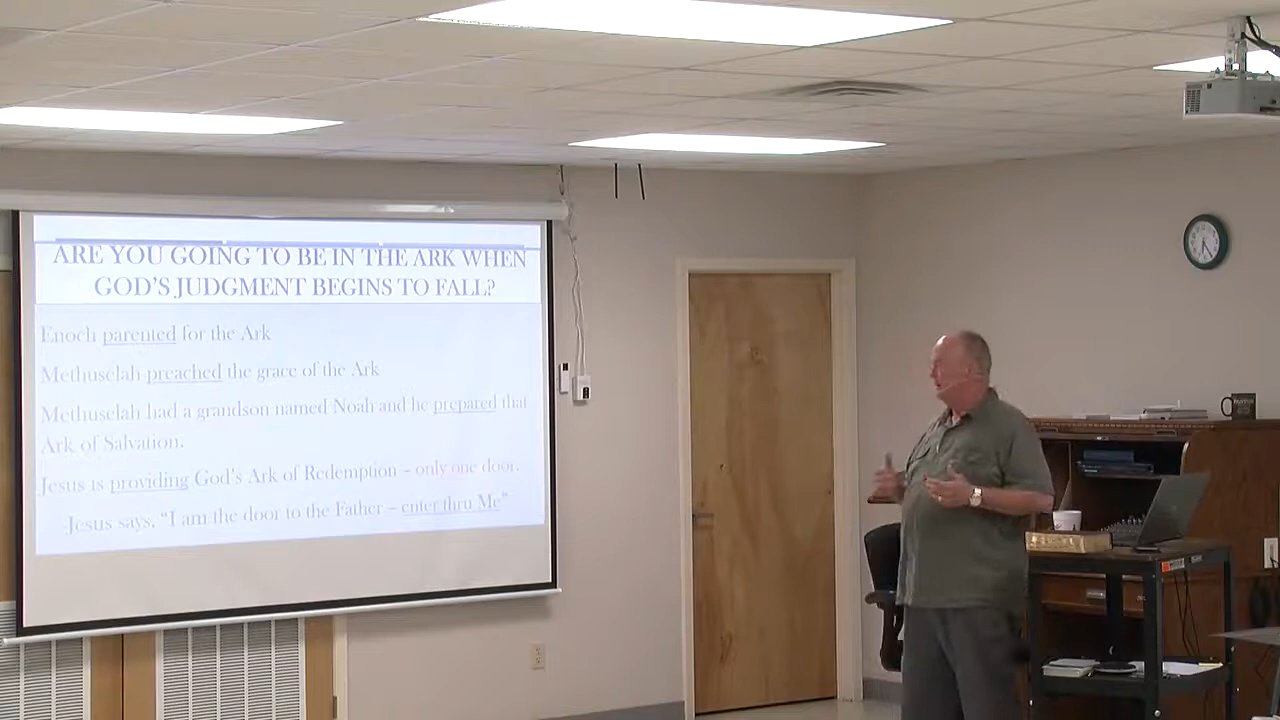 ARE YOU GOING TO BE IN THE ARK WHEN
GOD'S JUDGMENT BEGINS TO FALL?
Enoch parented for the Ark
Methuselah preached the grace of the Ark
Methuselah had a grandson named Noah and he prepared that
Ark of Salvation.
Jesus is providing God's Ark of Redemption – only one door.
Jesus says, "I am the door to the Father – enter thru Me"